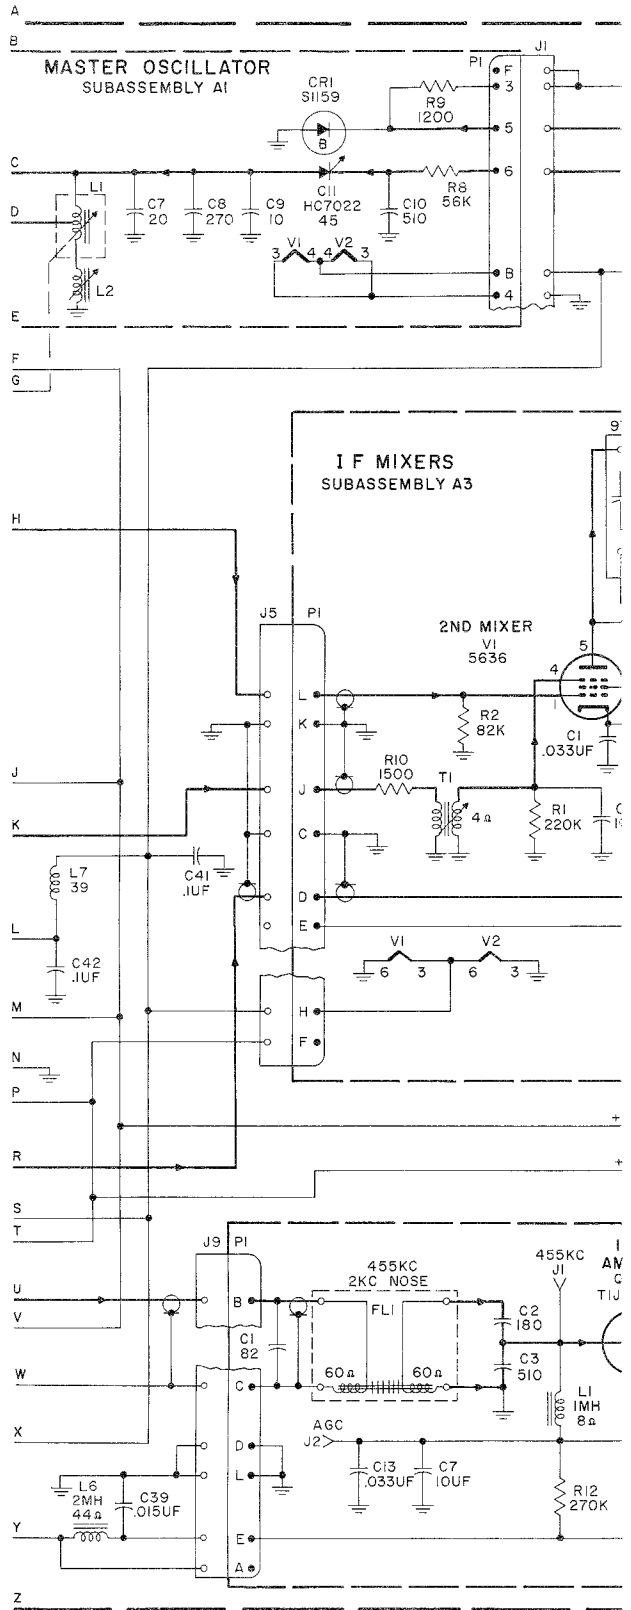 A
B
MASTER OSCILLATOR
SUBASSEMBLY A1
CR1
S1159
B
R9
1200
P1
J1
F
3
5
6
B
4
C
D
L1
L2
C7
20
C8
270
C9
10
C11
HC7022
45
C10
510
R8
56K
3 V1 4 4 V2 3
E
F
G
I F MIXERS
SUBASSEMBLY A3
H
J5 P1
2ND MIXER
V1
5636
5
4
1
L
K
J
C
D
E
H
F
R2
82K
C1
.033UF
R10
1500
T1
4Ω
R1
220K
J
K
L7
39
C41
.1UF
L
C42
.1UF
V1
6 3
V2
6 3
M
N
P
+
R
+
S
T
J9 P1
455KC
2KC NOSE
FL1
60Ω 60Ω
455KC
J1
U
V
W
X
B
C
D
L
E
A
C1
82
C2
180
C3
510
L1
1MH
8Ω
AGC
J2
C13
.033UF
C7
10UF
R12
270K
L6
2MH
44Ω
C39
.015UF
Y
Z